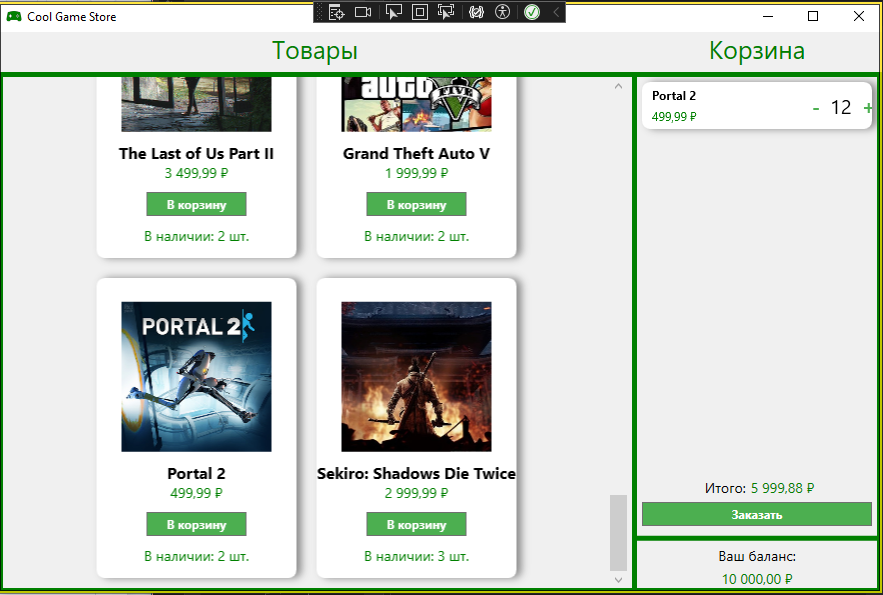 Cool Game Store
Товары
Корзина
The Last of Us Part II
3 499,99 ₽
В корзину
В наличии: 2 шт.
auto
FIVE
V
Grand Theft Auto V
1 999,99 ₽
В корзину
В наличии: 2 шт.
PORTAL 2
Portal 2
499,99 ₽
В корзину
В наличии: 2 шт.
Sekiro: Shadows Die Twice
2 999,99 ₽
В корзину
В наличии: 3 шт.
Portal 2
499,99 ₽
- 12 +
Итого: 5 999,88 ₽
Заказать
Ваш баланс:
10 000,00 ₽